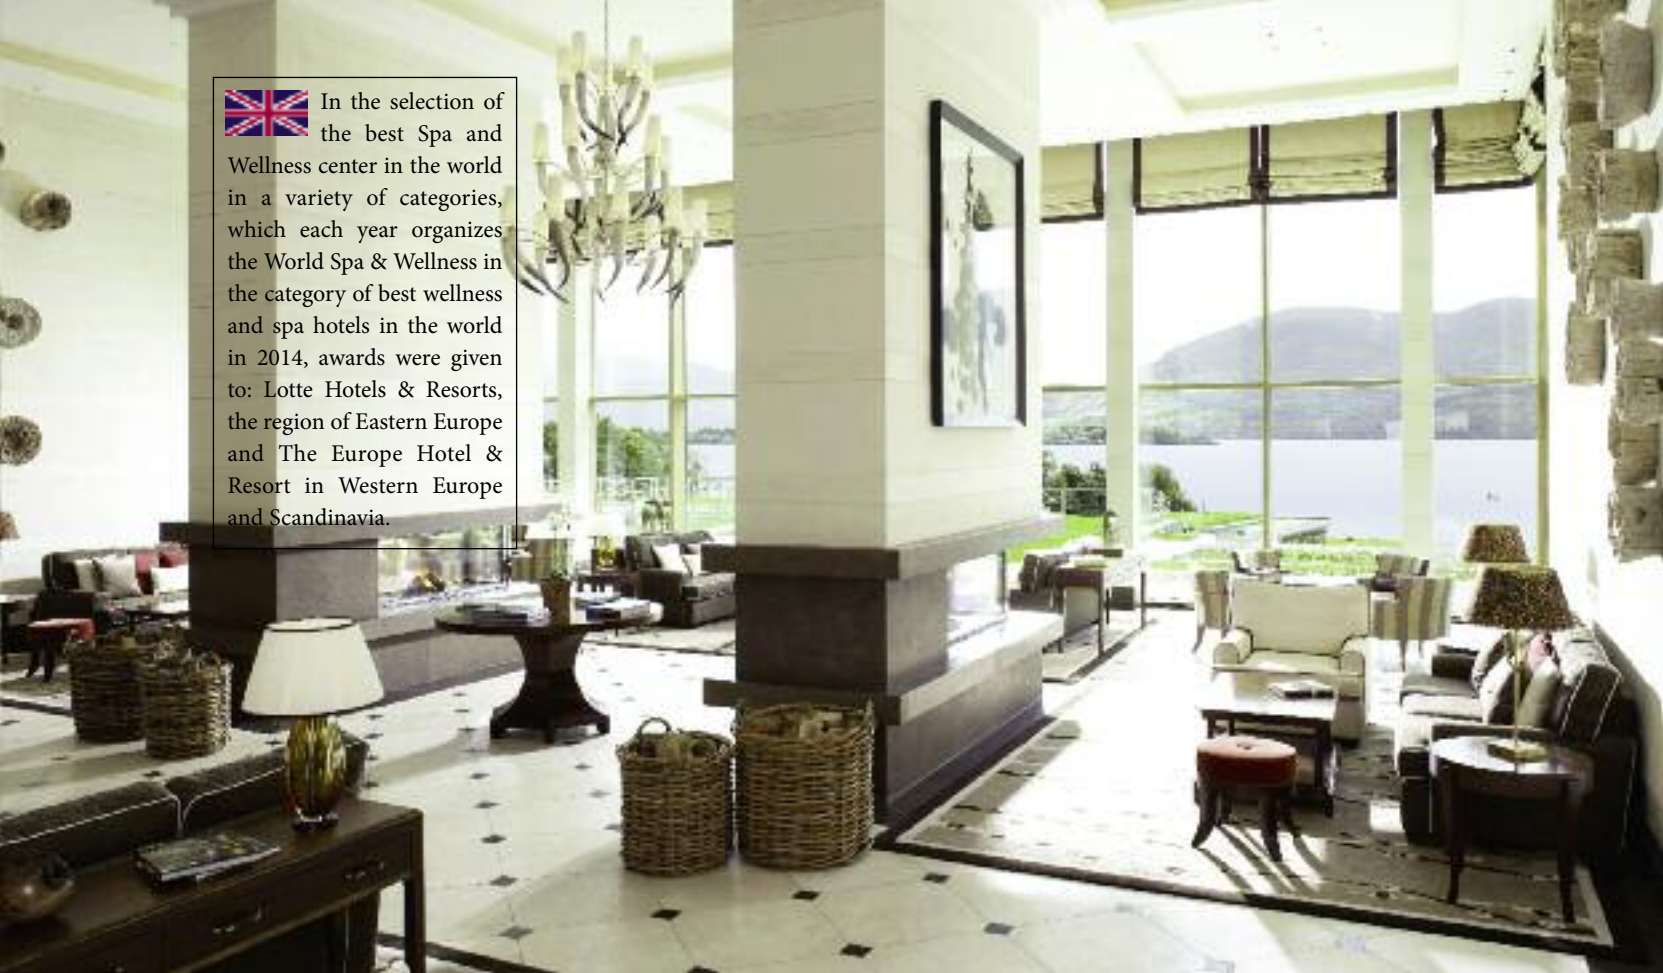 In the selection of
the best Spa and
Wellness center in the world
in a variety of categories,
which each year organizes
the World Spa & Wellness in
the category of best wellness
and spa hotels in the world
in 2014, awards were given
to: Lotte Hotels & Resorts,
the region of Eastern Europe
and The Europe Hotel &
Resort in Western Europe
and Scandinavia.